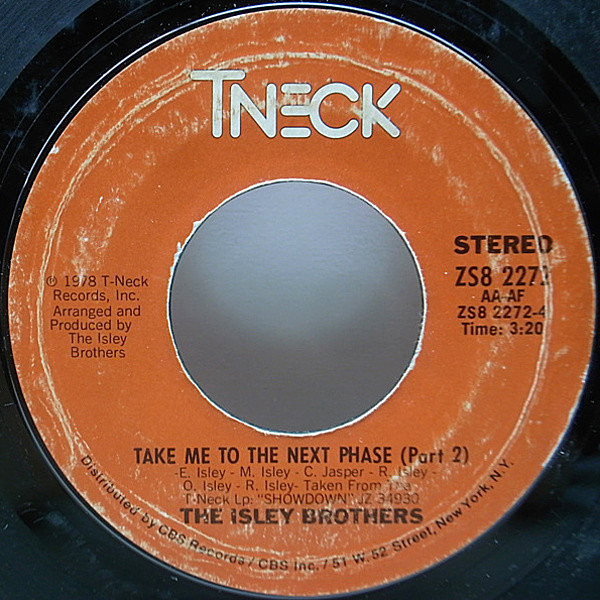 TNECK
STEREO
ZS8 2272
AA-AF
ZS8 2272-4
Time: 3:20
℗ 1978 T-Neck
Records, Inc.
Arranged and
Produced by
The Isley
Brothers
TAKE ME TO THE NEXT PHASE (Part 2)
-E. Isley - M. Isley - C. Jasper - R. Isley -
O. Isley - R. Isley- Taken From The
T-Neck Lp: "SHOWDOWN" JZ 34930
THE ISLEY BROTHERS
Distributed by CBS Records / CBS Inc. / 51 W. 52 Street, New York, N.Y.